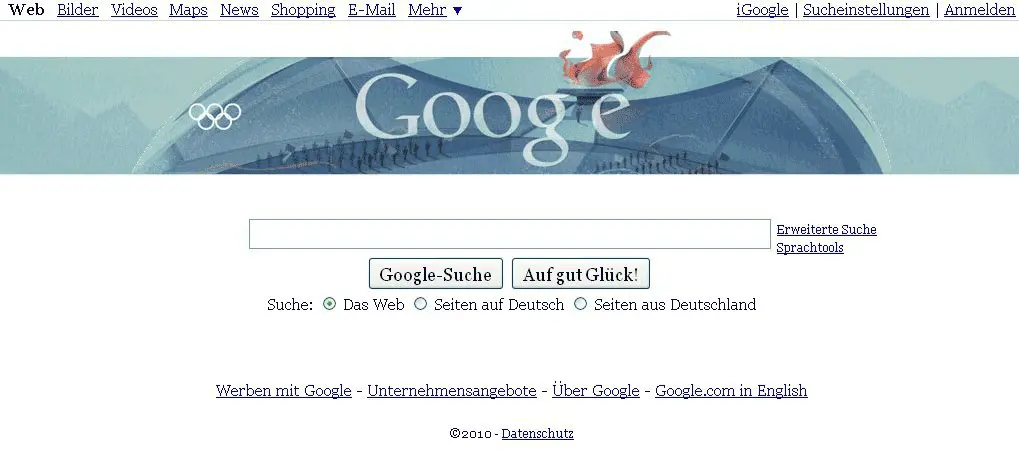 Web Bilder Videos Maps News Shopping E-Mail Mehr ▼ iGoogle | Sucheinstellungen | Anmelden
Google
Erweiterte Suche
Sprachtools
Google-Suche Auf gut Glück!
Suche: Das Web Seiten auf Deutsch Seiten aus Deutschland
Werben mit Google - Unternehmensangebote - Über Google - Google.com in English
©2010 - Datenschutz